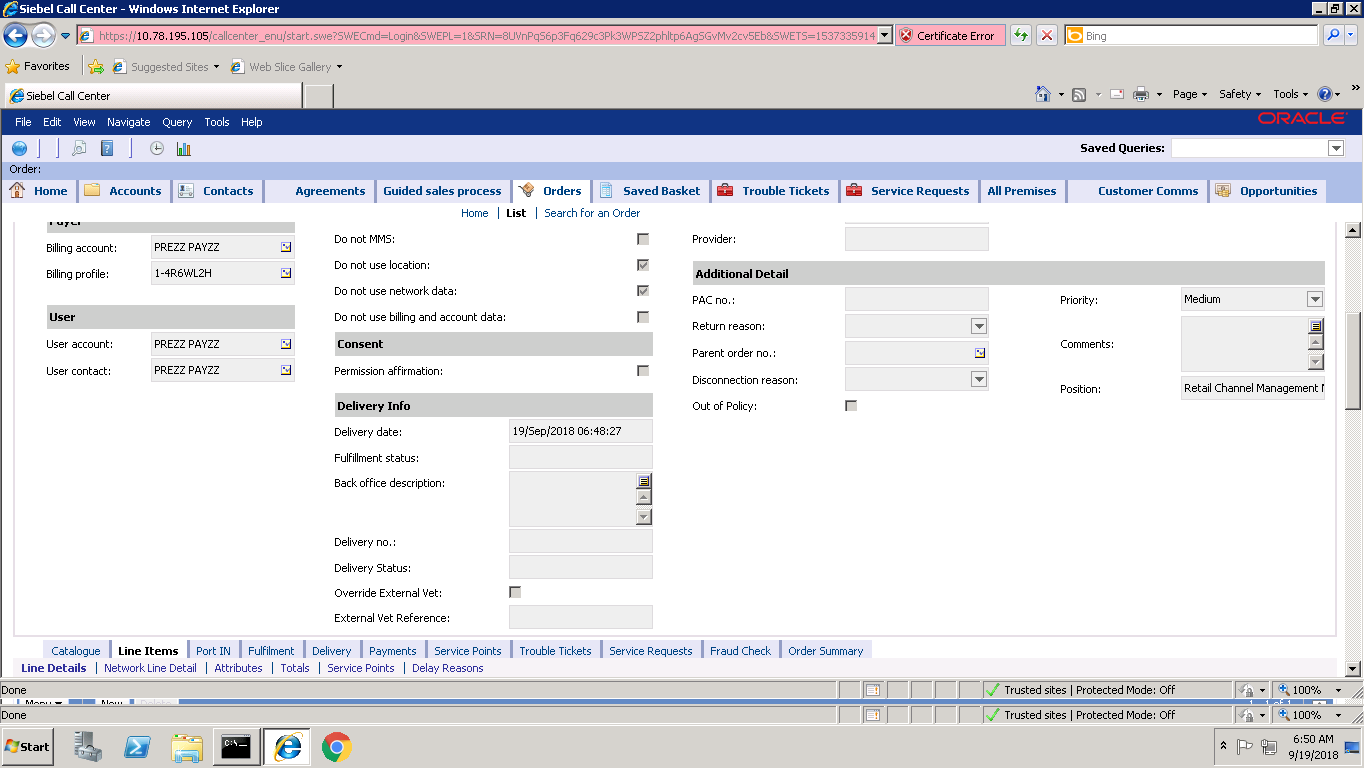 Siebel Call Center - Windows Internet Explorer
https://10.78.195.105/callcenter_enu/start.swe?SWECmd=Login&SWEPL=1&SRN=8UVnPqS6p3Fq629c3Pk3WPSZ2phltp6AgSGvMv2cv5Eb&SWETS=1537335914
Certificate Error
Bing
Favorites
Suggested Sites
Web Slice Gallery
Siebel Call Center
Page
Safety
Tools
File Edit View Navigate Query Tools Help
ORACLE
Saved Queries:
Order:
Home Accounts Contacts Agreements Guided sales process Orders Saved Basket Trouble Tickets Service Requests All Premises Customer Comms Opportunities
Home | List | Search for an Order
Payer
Billing account: PREZZ PAYZZ
Billing profile: 1-4R6WL2H
User
User account: PREZZ PAYZZ
User contact: PREZZ PAYZZ
Do not MMS:
Do not use location:
Do not use network data:
Do not use billing and account data:
Consent
Permission affirmation:
Delivery Info
Delivery date: 19/Sep/2018 06:48:27
Fulfillment status:
Back office description:
Delivery no.:
Delivery Status:
Override External Vet:
External Vet Reference:
Provider:
Additional Detail
PAC no.:
Return reason:
Parent order no.:
Disconnection reason:
Out of Policy:
Priority: Medium
Comments:
Position: Retail Channel Management
Catalogue Line Items Port IN Fulfilment Delivery Payments Service Points Trouble Tickets Service Requests Fraud Check Order Summary
Line Details | Network Line Detail | Attributes | Totals | Service Points | Delay Reasons
Done
Trusted sites | Protected Mode: Off
100%
Menu New Delete 1 - 1 of 1
Done
Trusted sites | Protected Mode: Off
100%
Start
6:50 AM
9/19/2018